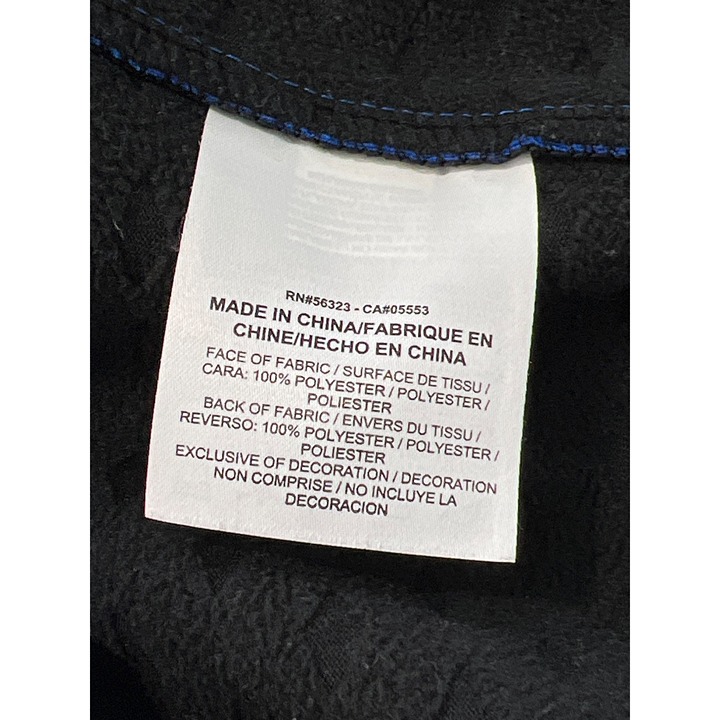 RN#56323 - CA#05553
MADE IN CHINA/FABRIQUE EN
CHINE/HECHO EN CHINA
FACE OF FABRIC / SURFACE DE TISSU /
CARA: 100% POLYESTER / POLYESTER /
POLIESTER
BACK OF FABRIC / ENVERS DU TISSU /
REVERSO: 100% POLYESTER / POLYESTER /
POLIESTER
EXCLUSIVE OF DECORATION / DECORATION
NON COMPRISE / NO INCLUYE LA
DECORACION